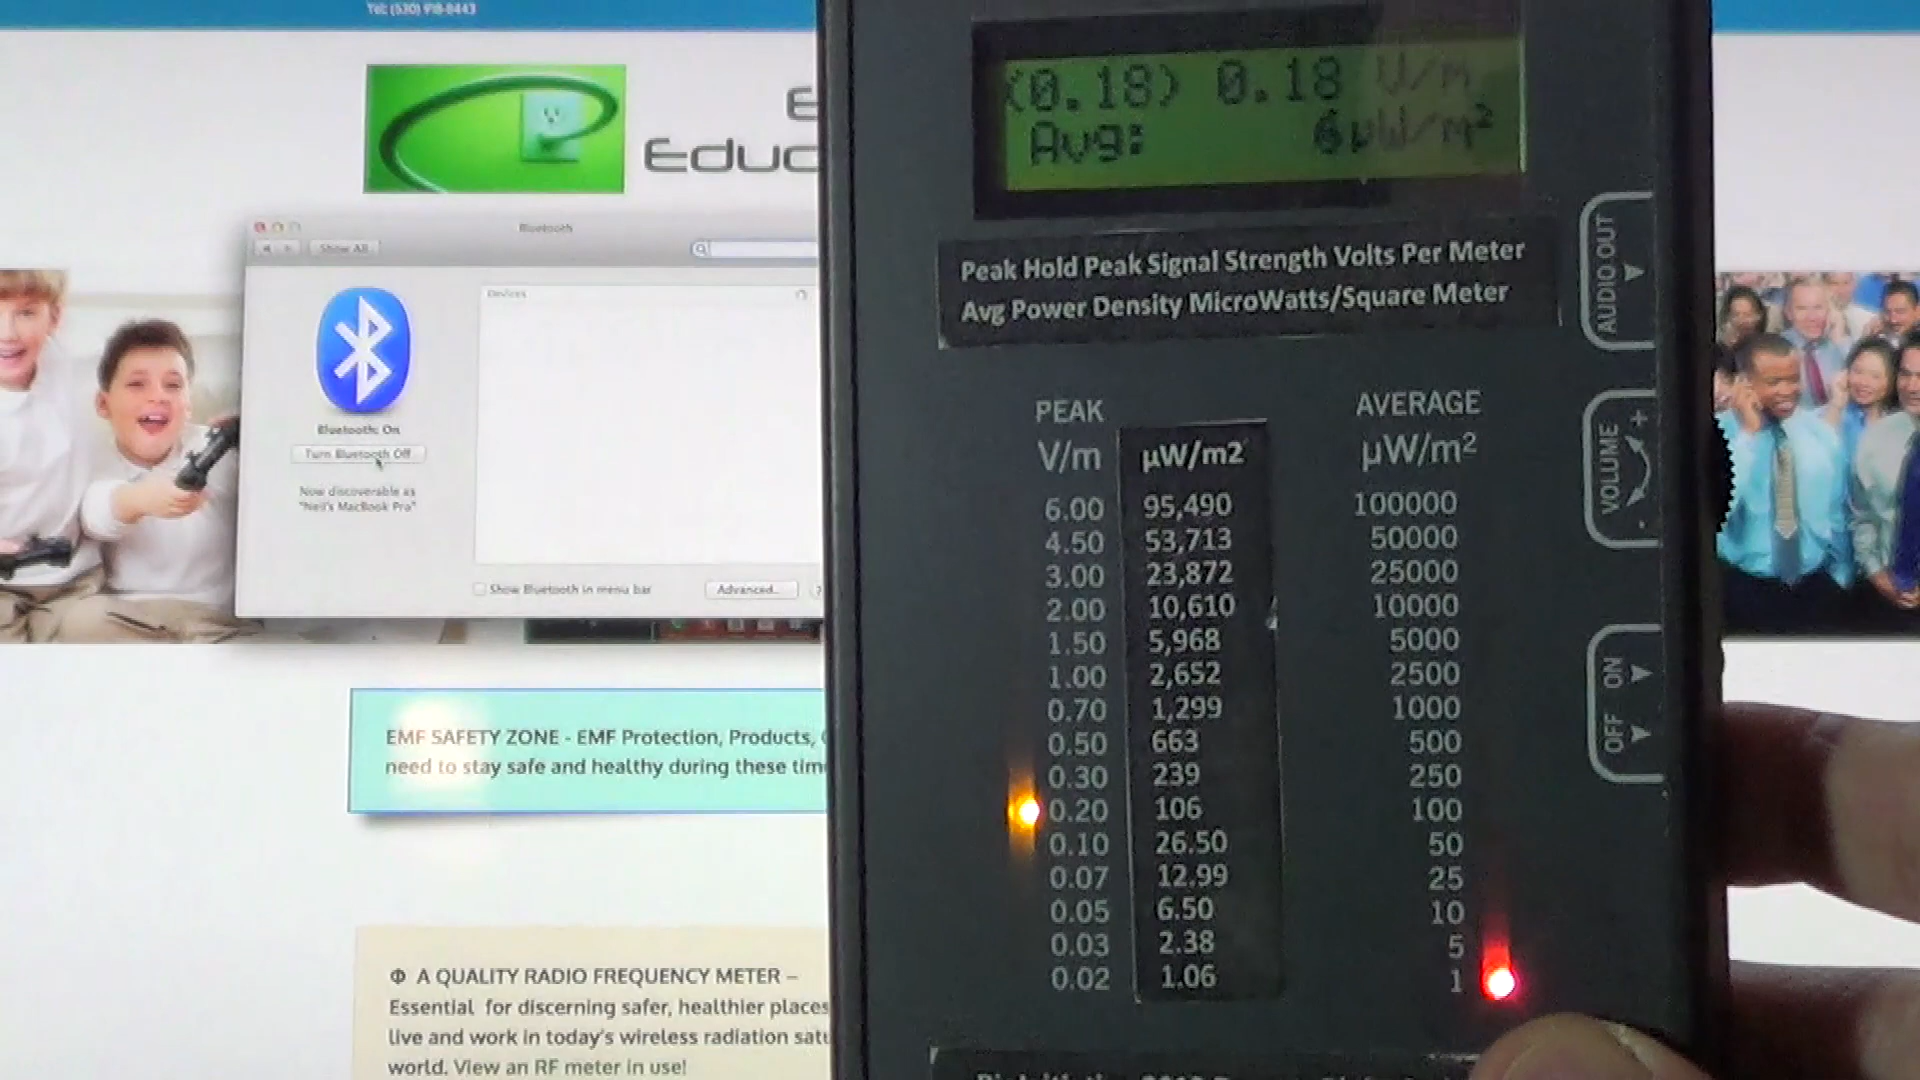 Tel: (530) 918-8443
E
Educ
Bluetooth
Show All
Devices
Bluetooth: On
Turn Bluetooth Off
Now discoverable as
"Neil's MacBook Pro"
Show Bluetooth in menu bar
Advanced...
?
EMF SAFETY ZONE - EMF Protection, Products,
need to stay safe and healthy during these
Φ A QUALITY RADIO FREQUENCY METER –
Essential for discerning safer, healthier places
live and work in today's wireless radiation
world. View an RF meter in use!
(0.18) 0.18 V/m
Avg: 6µW/m²
Peak Hold Peak Signal Strength Volts Per Meter
Avg Power Density MicroWatts/Square Meter
PEAK AVERAGE
V/m µW/m2 µW/m2
6.00 95,490 100000
4.50 53,713 50000
3.00 23,872 25000
2.00 10,610 10000
1.50 5,968 5000
1.00 2,652 2500
0.70 1,299 1000
0.50 663 500
0.30 239 250
0.20 106 100
0.10 26.50 50
0.07 12.99 25
0.05 6.50 10
0.03 2.38 5
0.02 1.06 1
AUDIO OUT
VOLUME + -
OFF ON